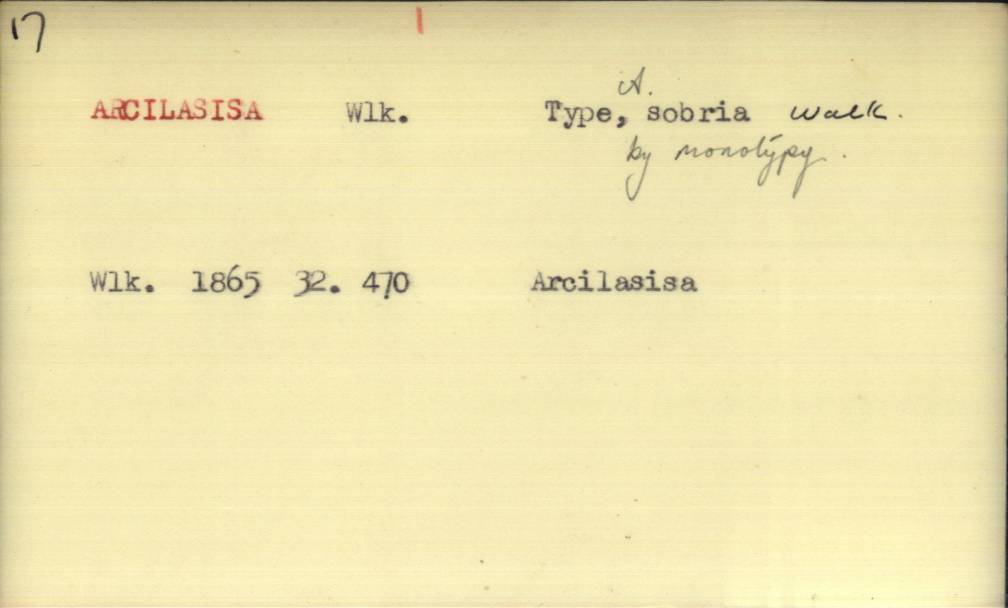 17
A.
ARCILASISA Wlk. Type, sobria Walk.
by monotypy.
Wlk. 1865 32. 470 Arcilasisa